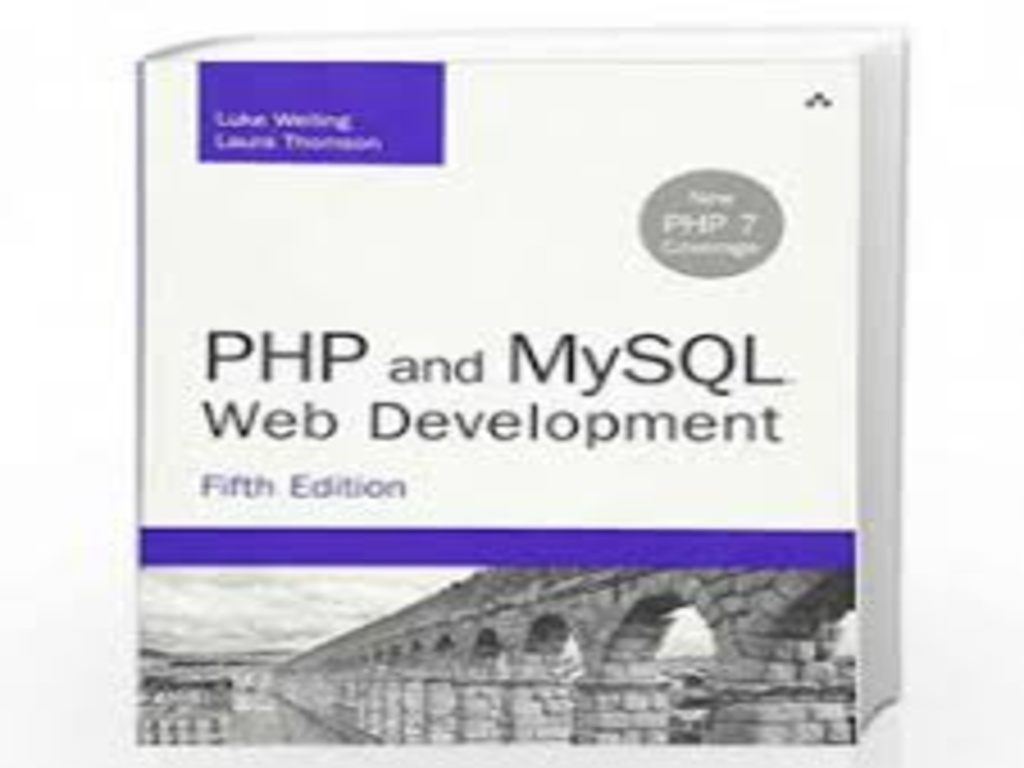 Luke Welling
Laura Thomson
New
PHP 7
Coverage
PHP and MySQL
Web Development
Fifth Edition